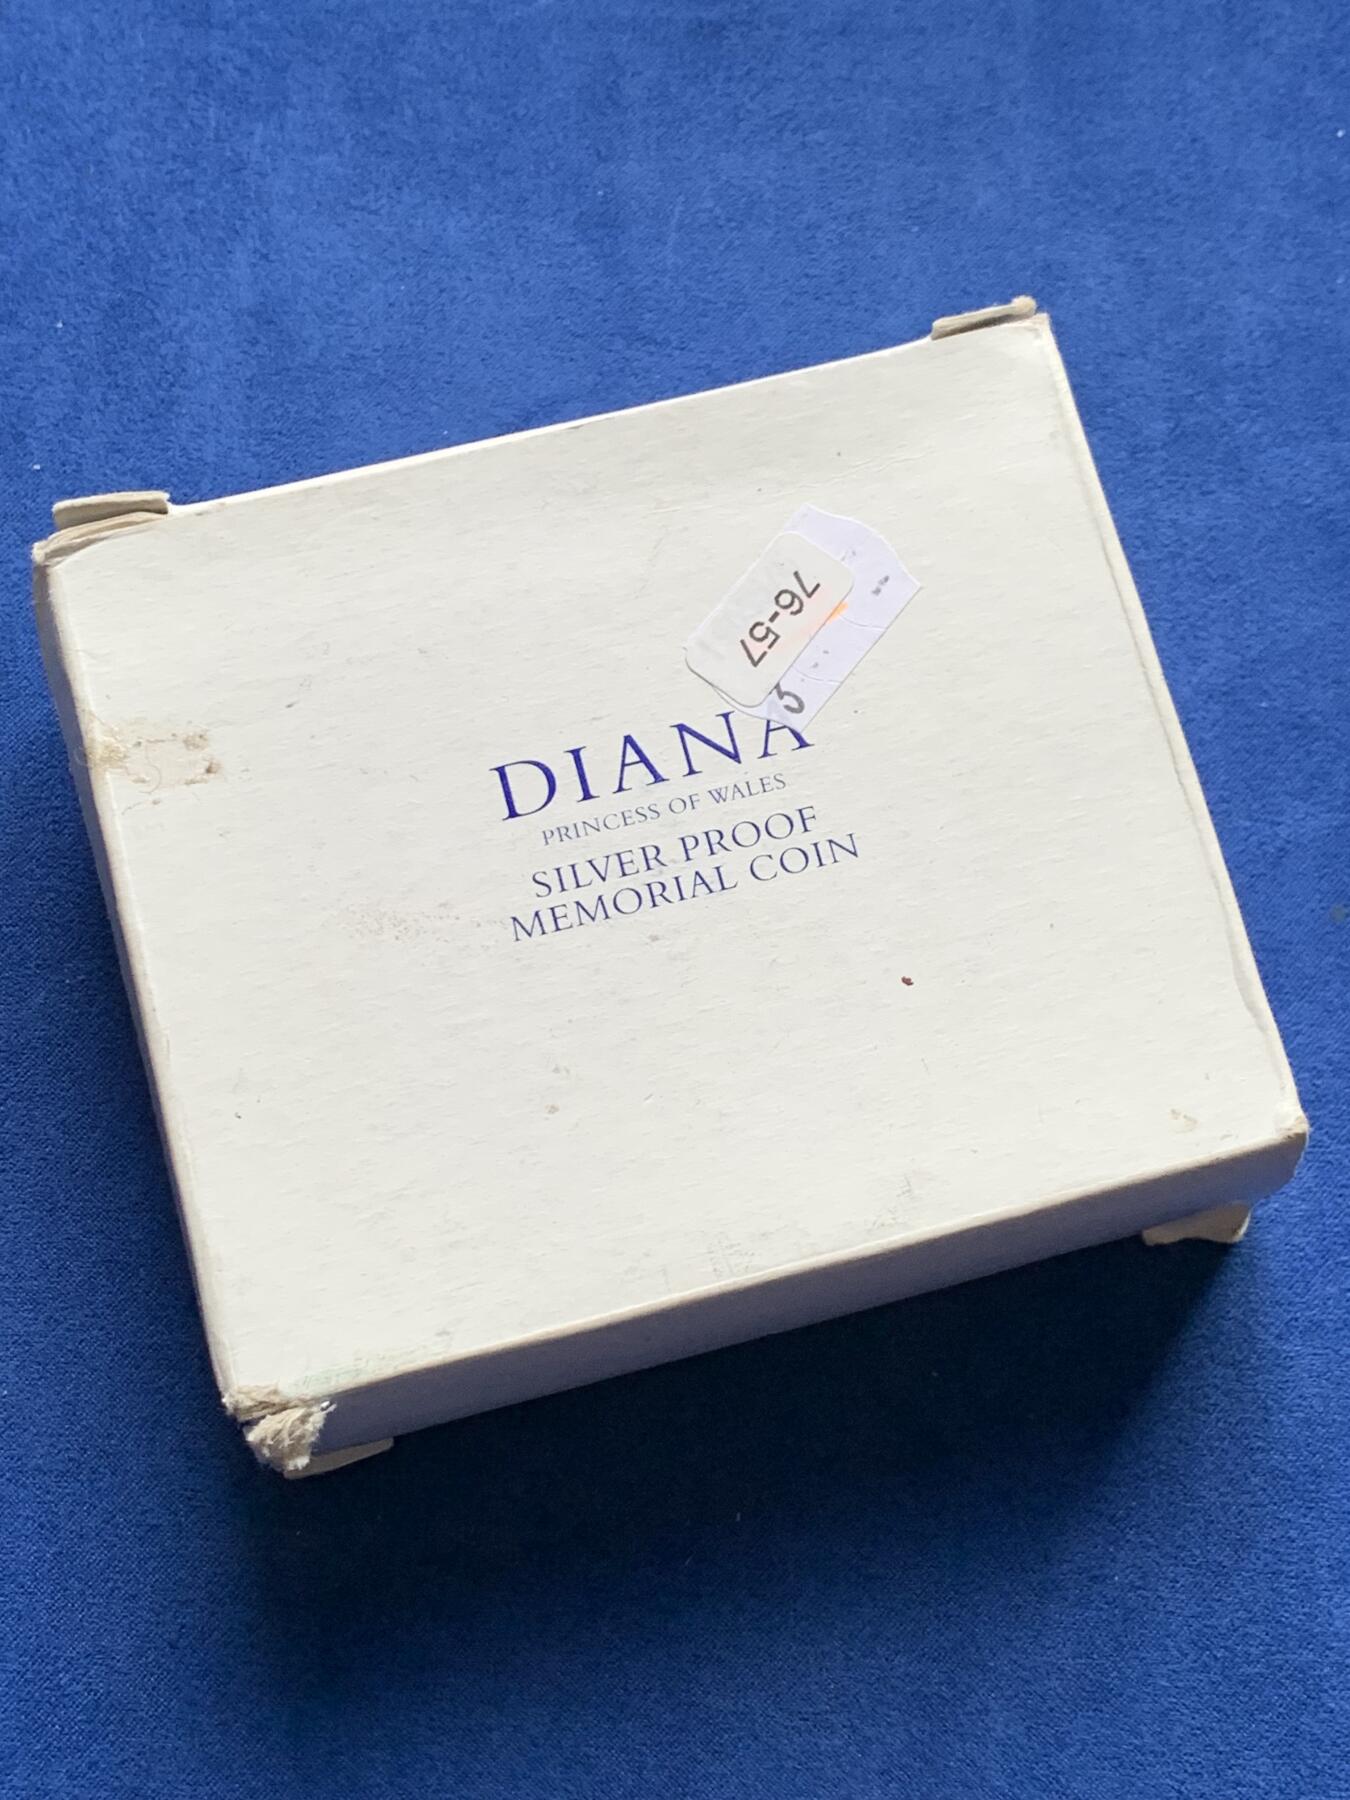 76-57
DIANA
PRINCESS OF WALES
SILVER PROOF
MEMORIAL COIN